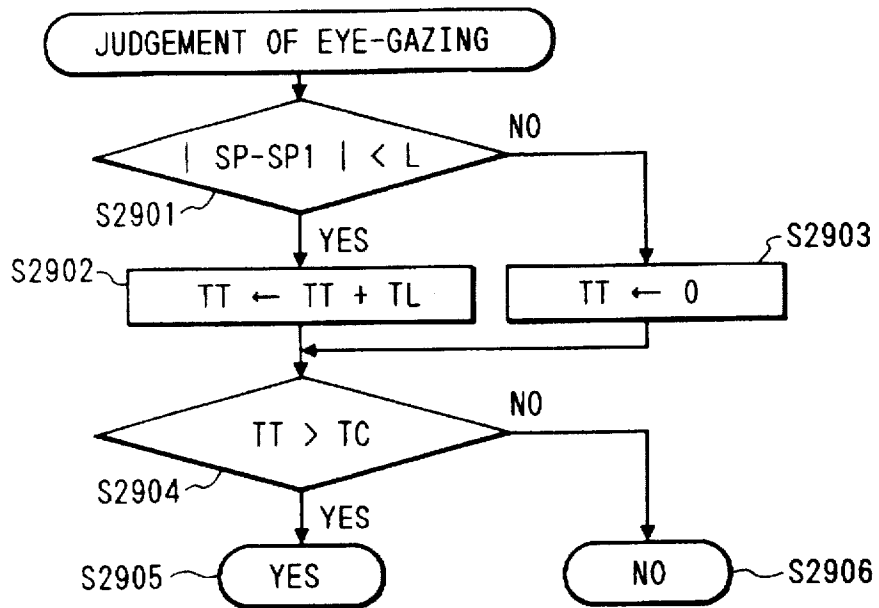 JUDGEMENT OF EYE-GAZING
| SP-SP1 | < L
NO
S2901
YES
S2902
S2903
TT ← TT + TL
TT ← 0
TT > TC
NO
S2904
YES
S2905
YES
NO
S2906